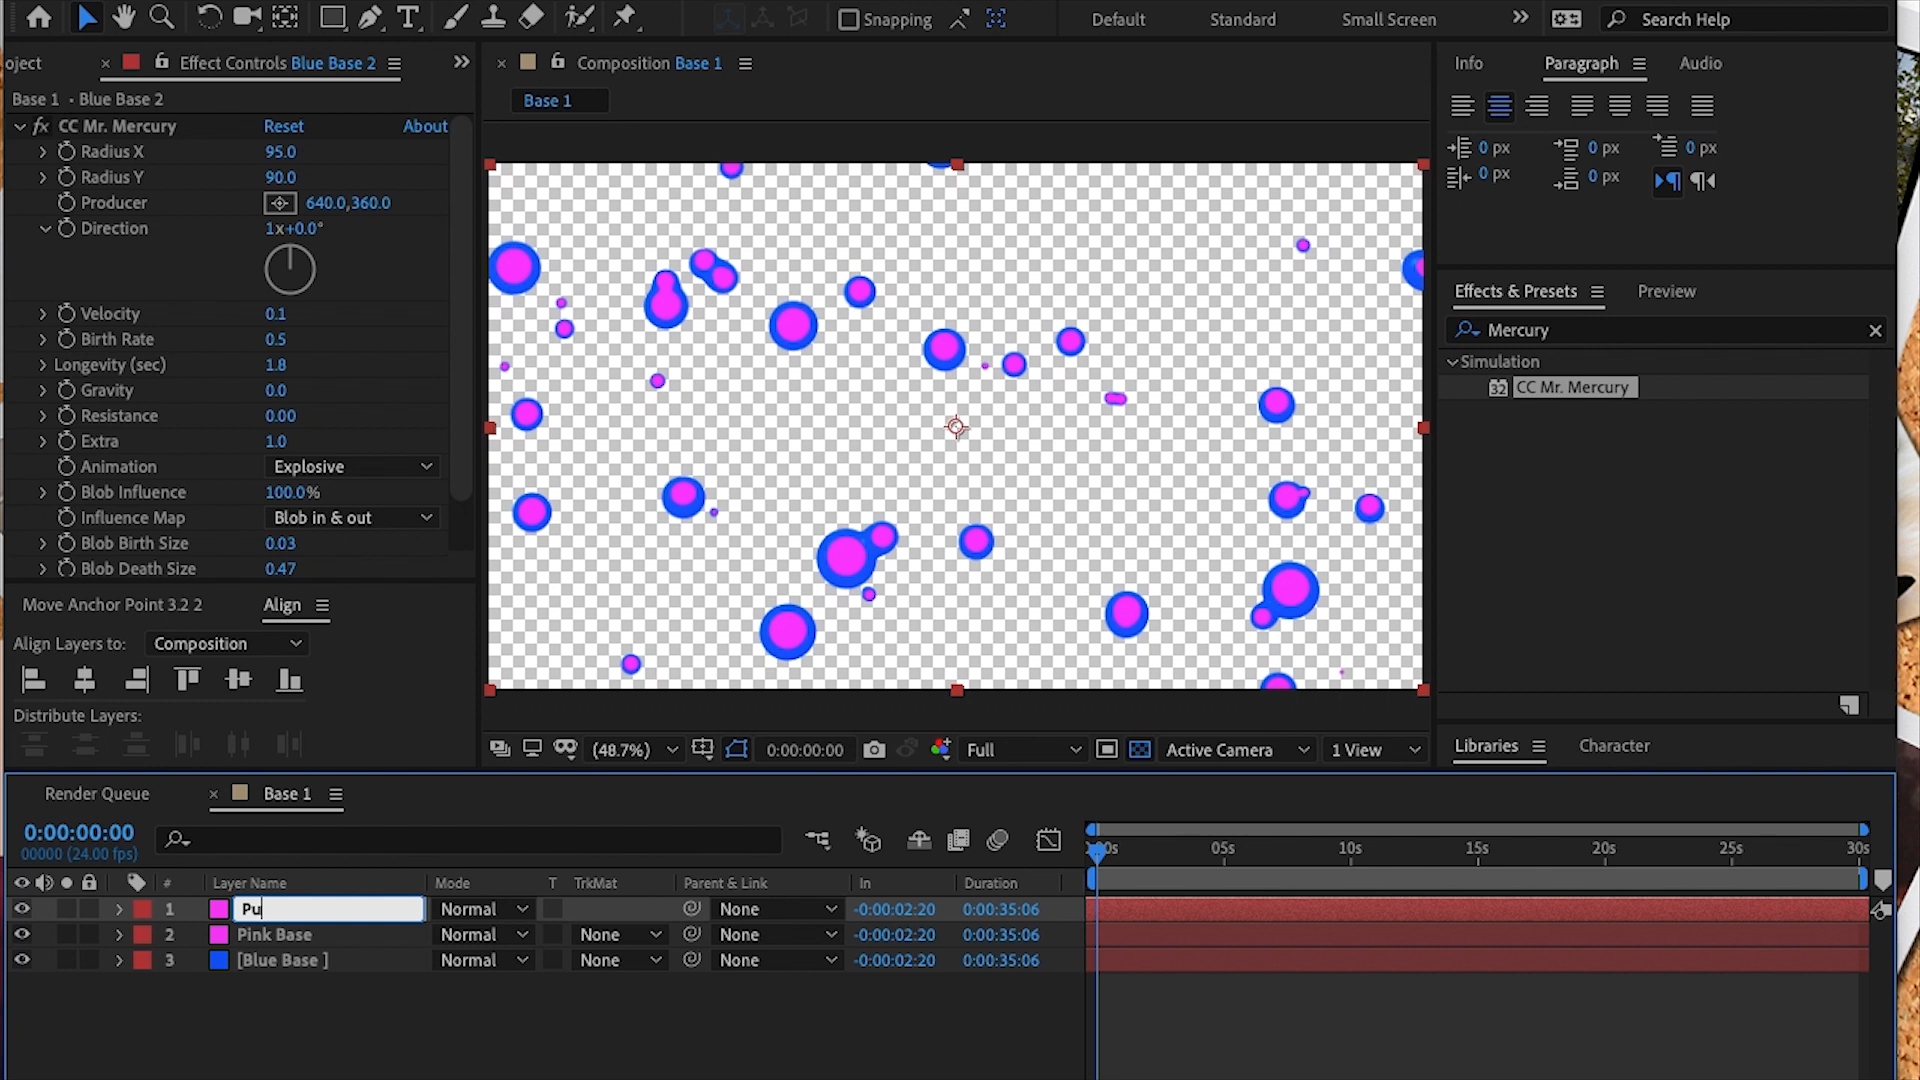 Snapping
Default
Standard
Small Screen
Search Help
oject
Effect Controls Blue Base 2
Composition Base 1
Info
Paragraph
Audio
Base 1 • Blue Base 2
Base 1
fx CC Mr. Mercury
Reset
About
Radius X 95.0
Radius Y 90.0
Producer 640.0,360.0
Direction 1x+0.0°
Velocity 0.1
Birth Rate 0.5
Longevity (sec) 1.8
Gravity 0.0
Resistance 0.00
Extra 1.0
Animation Explosive
Blob Influence 100.0%
Influence Map Blob in & out
Blob Birth Size 0.03
Blob Death Size 0.47
0 px 0 px 0 px
0 px 0 px
Effects & Presets
Preview
Mercury
Simulation
32 CC Mr. Mercury
Move Anchor Point 3.2 2
Align
Align Layers to: Composition
Distribute Layers:
(48.7%)
0:00:00:00
Full
Active Camera
1 View
Libraries
Character
Render Queue
Base 1
0:00:00:00
00000 (24.00 fps)
05s 10s 15s 20s 25s 30s
# Layer Name Mode T TrkMat Parent & Link In Duration
1 Pu Normal None -0:00:02:20 0:00:35:06
2 Pink Base Normal None None -0:00:02:20 0:00:35:06
3 [Blue Base ] Normal None None -0:00:02:20 0:00:35:06